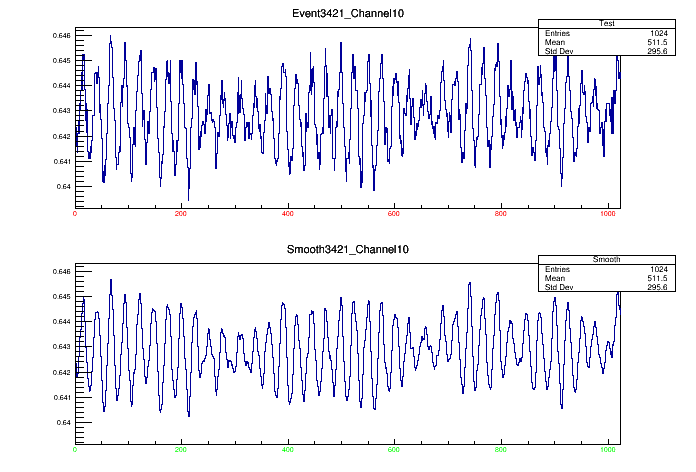 Event3421_Channel10
Test
Entries 1024
Mean 511.5
Std Dev 295.6
0.646
0.645
0.644
0.643
0.642
0.641
0.64
0 200 400 600 800 1000
Smooth3421_Channel10
Smooth
Entries 1024
Mean 511.5
Std Dev 295.6
0.646
0.645
0.644
0.643
0.642
0.641
0.64
0 200 400 600 800 1000